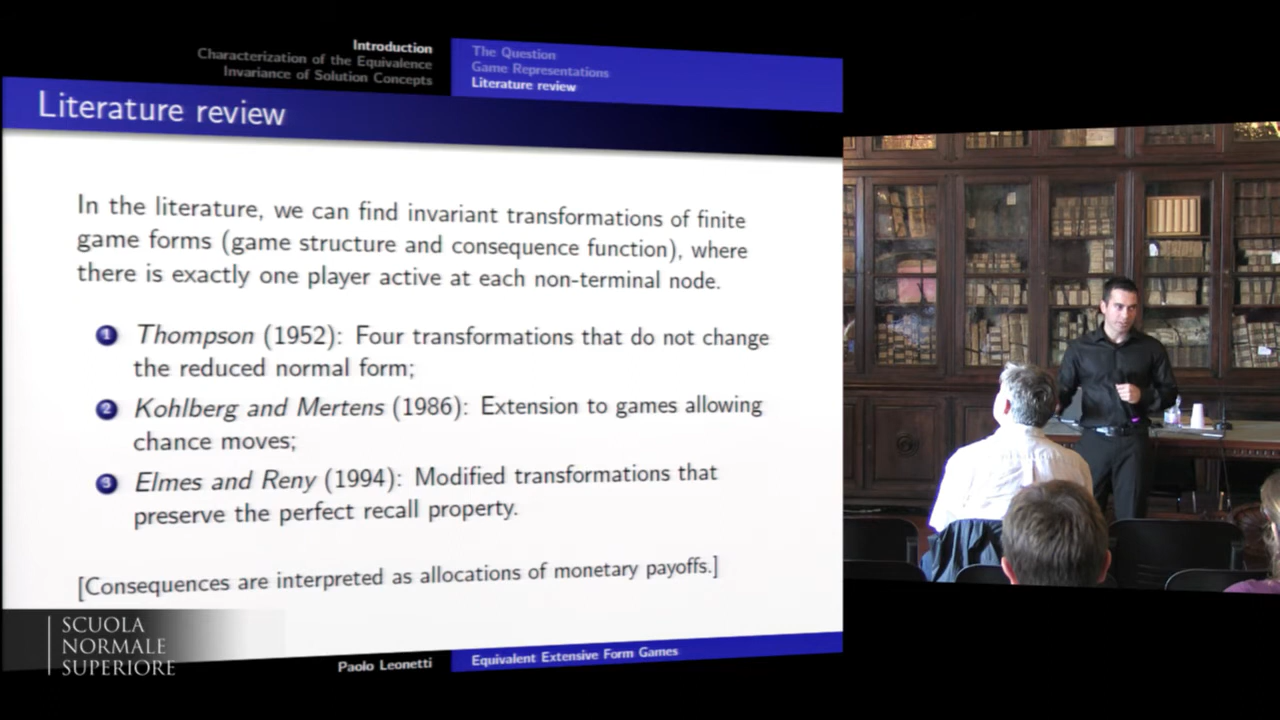 Introduction
Characterization of the Equivalence
Invariance of Solution Concepts
The Question
Game Representations
Literature review
Literature review
In the literature, we can find invariant transformations of finite
game forms (game structure and consequence function), where
there is exactly one player active at each non-terminal node.
1 Thompson (1952): Four transformations that do not change
the reduced normal form;
2 Kohlberg and Mertens (1986): Extension to games allowing
chance moves;
3 Elmes and Reny (1994): Modified transformations that
preserve the perfect recall property.
[Consequences are interpreted as allocations of monetary payoffs.]
SCUOLA
NORMALE
SUPERIORE
Paolo Leonetti
Equivalent Extensive Form Games